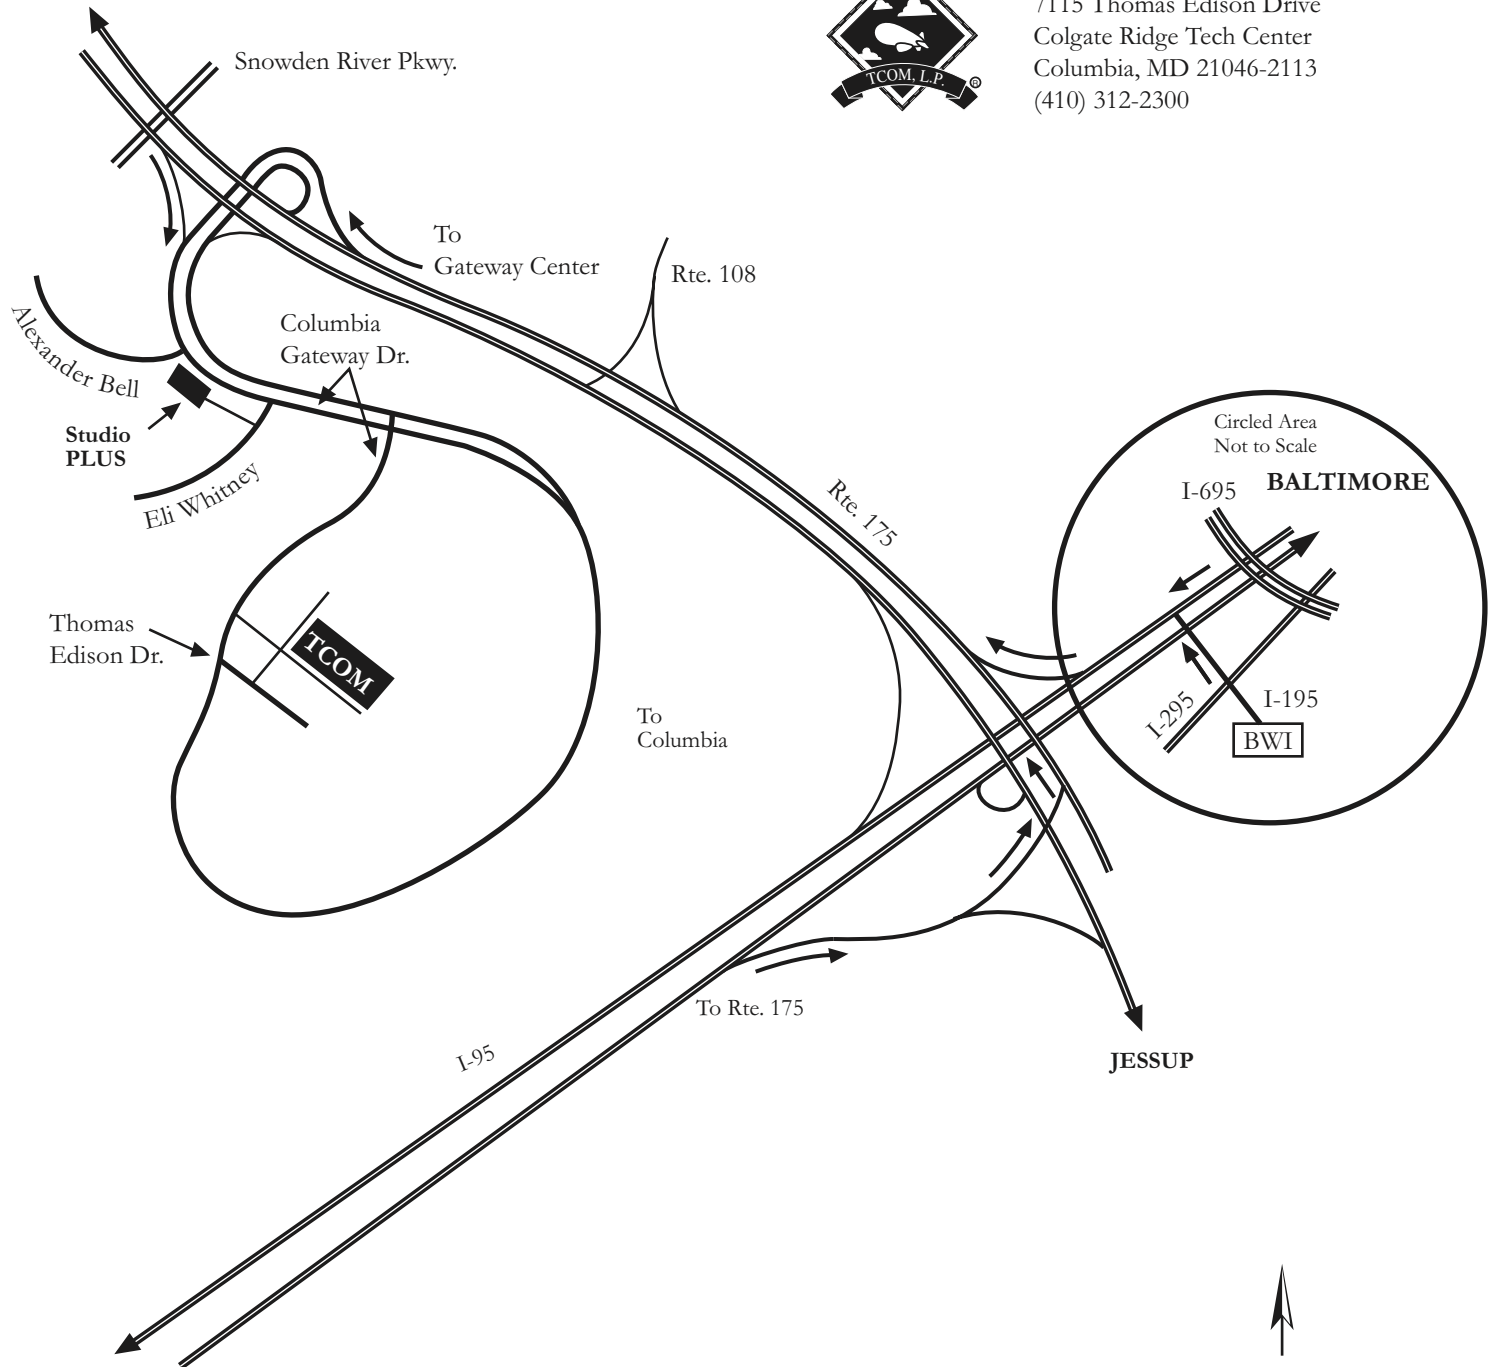 7115 Thomas Edison Drive
Colgate Ridge Tech Center
Columbia, MD 21046-2113
(410) 312-2300
TCOM, L.P. ®
Snowden River Pkwy.
To
Gateway Center
Rte. 108
Columbia
Gateway Dr.
Alexander Bell
Studio
PLUS
Eli Whitney
Circled Area
Not to Scale
BALTIMORE
I-695
Rte. 175
Thomas
Edison Dr.
TCOM
To
Columbia
I-295
I-195
BWI
To Rte. 175
I-95
JESSUP